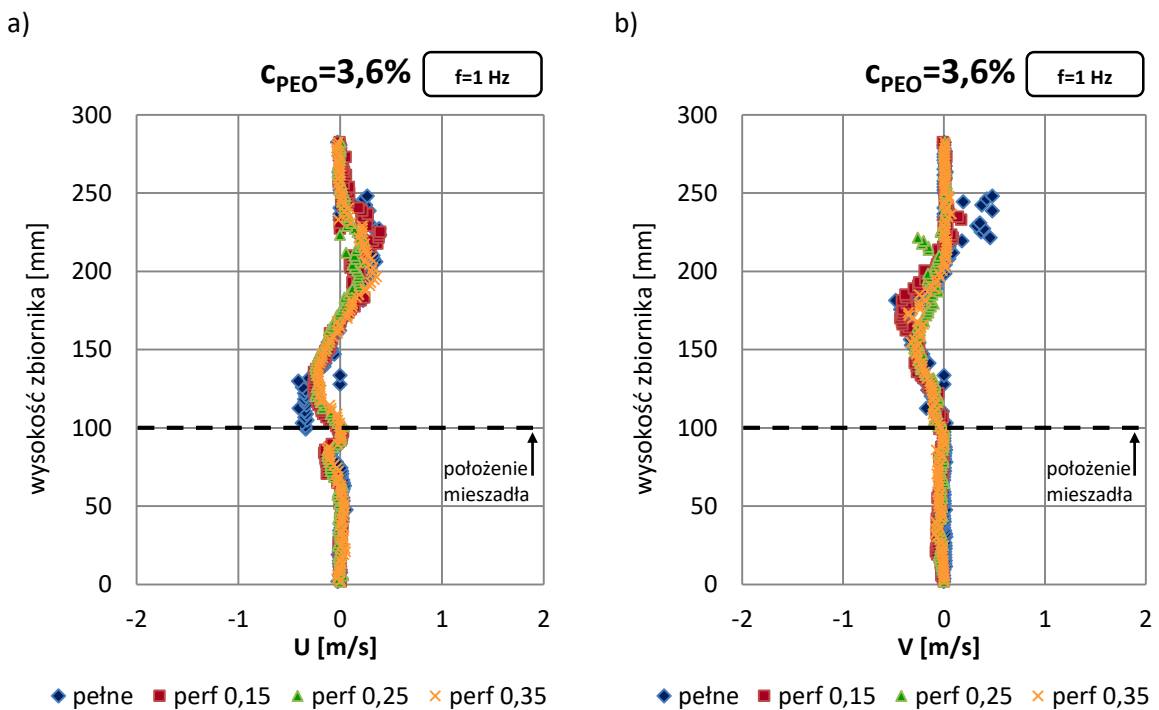 a)
c_PEO=3,6%
f=1 Hz
300
250
200
150
100
50
0
wysokość zbiornika [mm]
położenie
mieszadła
-2
-1
0
1
2
U [m/s]
pełne
perf 0,15
perf 0,25
perf 0,35
b)
c_PEO=3,6%
f=1 Hz
300
250
200
150
100
50
0
wysokość zbiornika [mm]
położenie
mieszadła
-2
-1
0
1
2
V [m/s]
pełne
perf 0,15
perf 0,25
perf 0,35